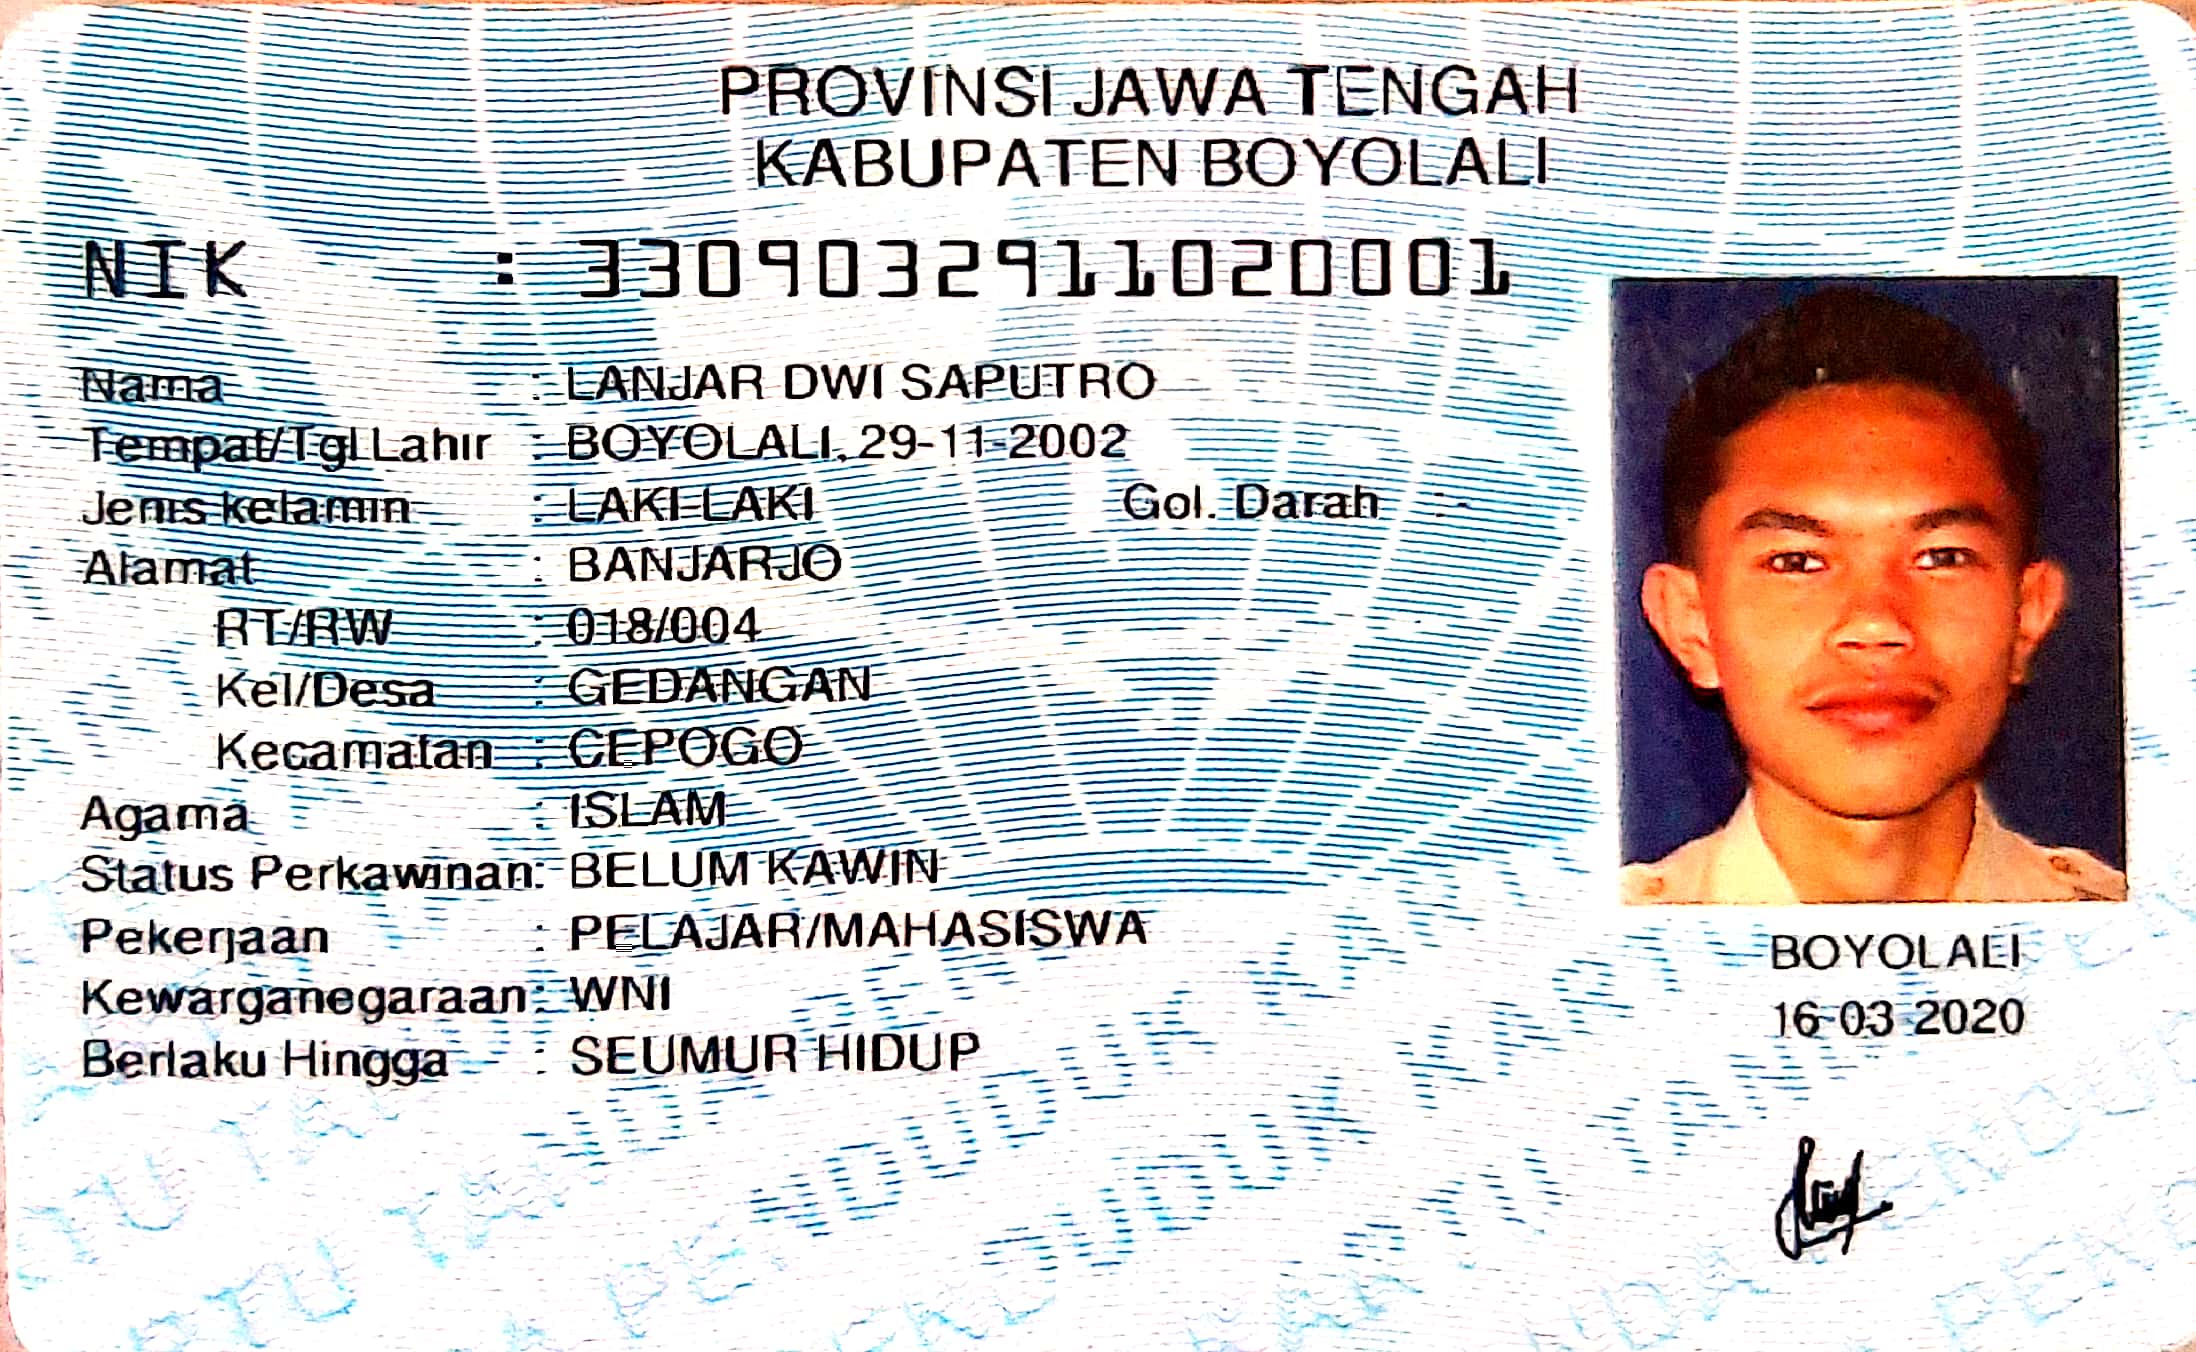 PROVINSI JAWA TENGAH
KABUPATEN BOYOLALI
NIK : 3309032911020001
Nama : LANJAR DWI SAPUTRO
Tempat/Tgl Lahir : BOYOLALI, 29-11-2002
Jenis kelamin : LAKI-LAKI Gol. Darah : -
Alamat : BANJARJO
RT/RW : 018/004
Kel/Desa : GEDANGAN
Kecamatan : CEPOGO
Agama : ISLAM
Status Perkawinan: BELUM KAWIN
Pekerjaan : PELAJAR/MAHASISWA
Kewarganegaraan: WNI
Berlaku Hingga : SEUMUR HIDUP
BOYOLALI
16-03-2020